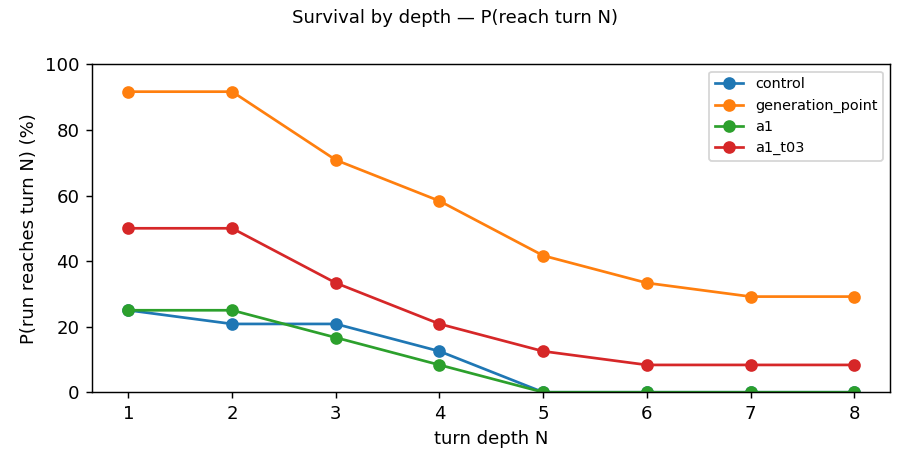 Survival by depth — P(reach turn N)
P(run reaches turn N) (%)
100
80
60
40
20
0
control
generation_point
a1
a1_t03
1 2 3 4 5 6 7 8
turn depth N